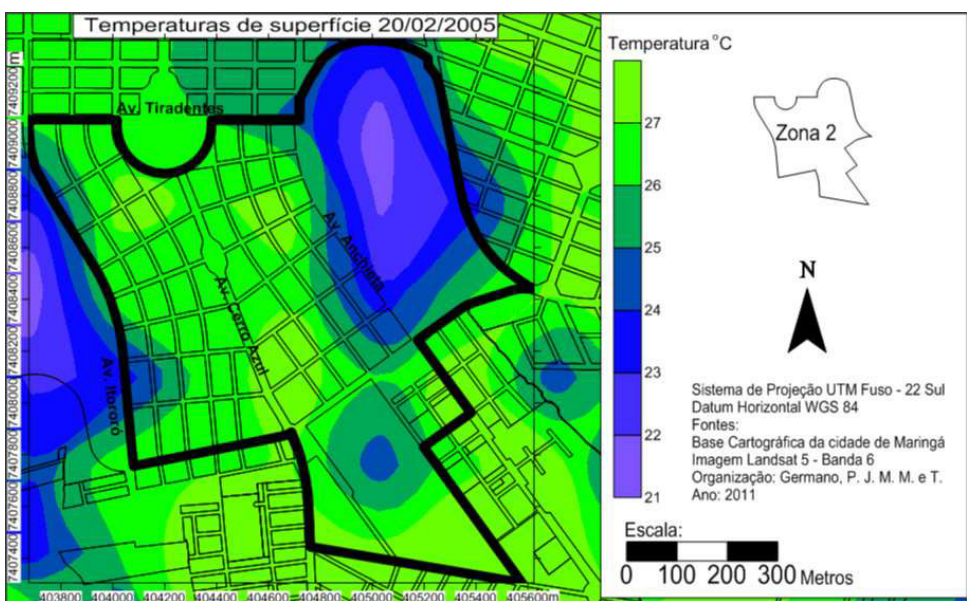 Temperaturas de superfície 20/02/2005
Av. Tiradentes
Av. Anchieta
Av. Cerro Azul
Av. Itororó
7409200 m
7409000
7408800
7408600
7408400
7408200
7408000
7407800
7407600
7407400
403800 404000 404200 404400 404600 404800 405000 405200 405400 405600m
Temperatura °C
27
26
25
24
23
22
21
Zona 2
N
Sistema de Projeção UTM Fuso - 22 Sul
Datum Horizontal WGS 84
Fontes:
Base Cartográfica da cidade de Maringá
Imagem Landsat 5 - Banda 6
Organização: Germano, P. J. M. M. e T.
Ano: 2011
Escala:
0 100 200 300 Metros